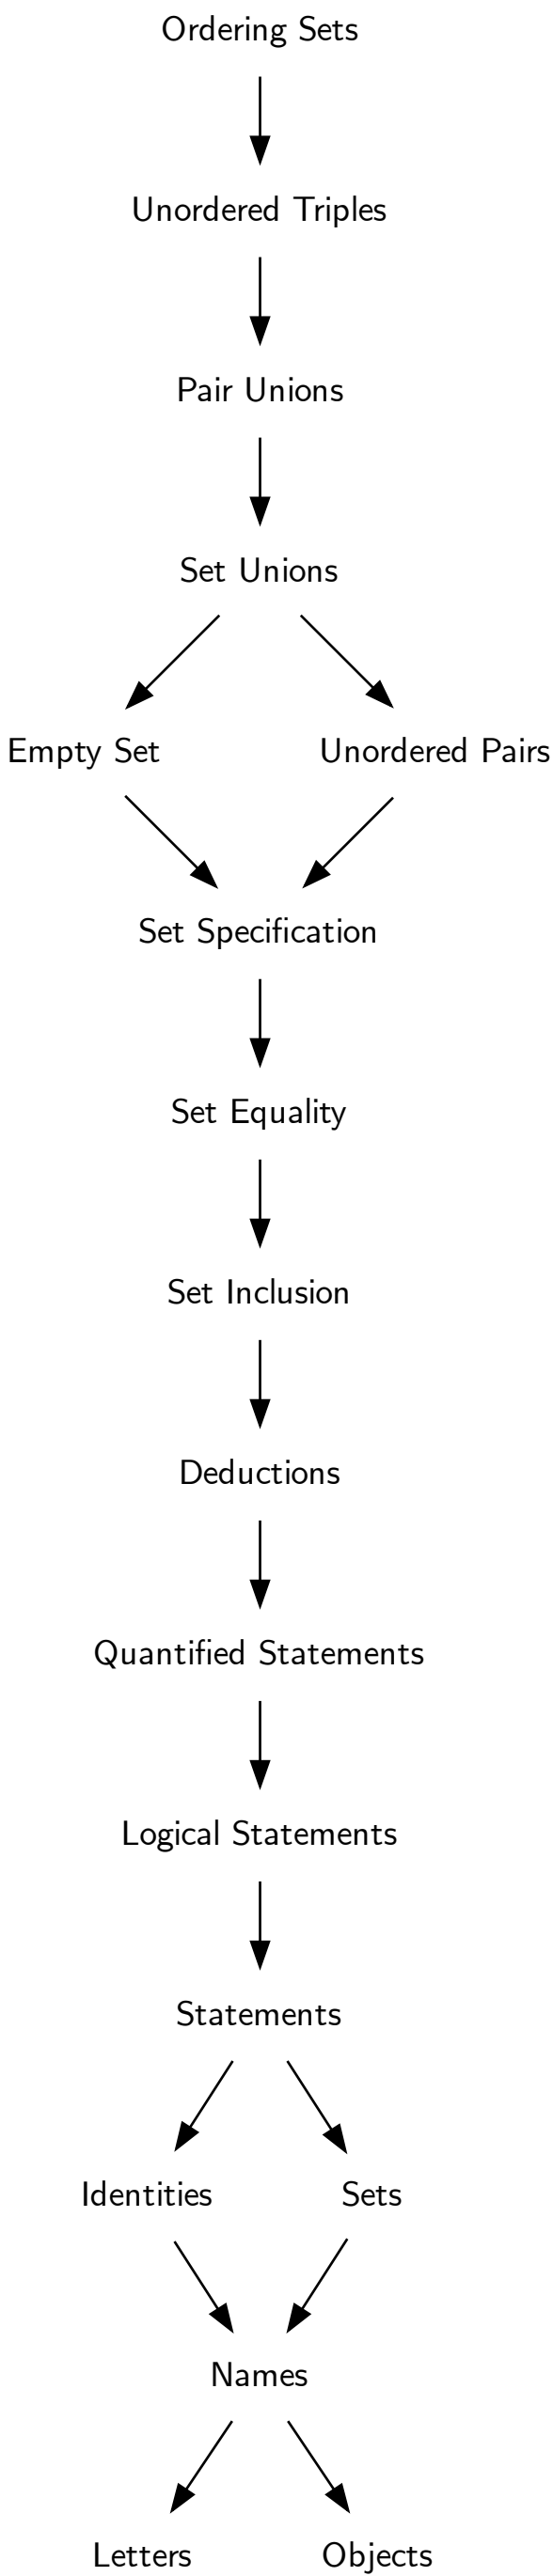 Ordering Sets
Unordered Triples
Pair Unions
Set Unions
Empty Set
Unordered Pairs
Set Specification
Set Equality
Set Inclusion
Deductions
Quantified Statements
Logical Statements
Statements
Identities
Sets
Names
Letters
Objects